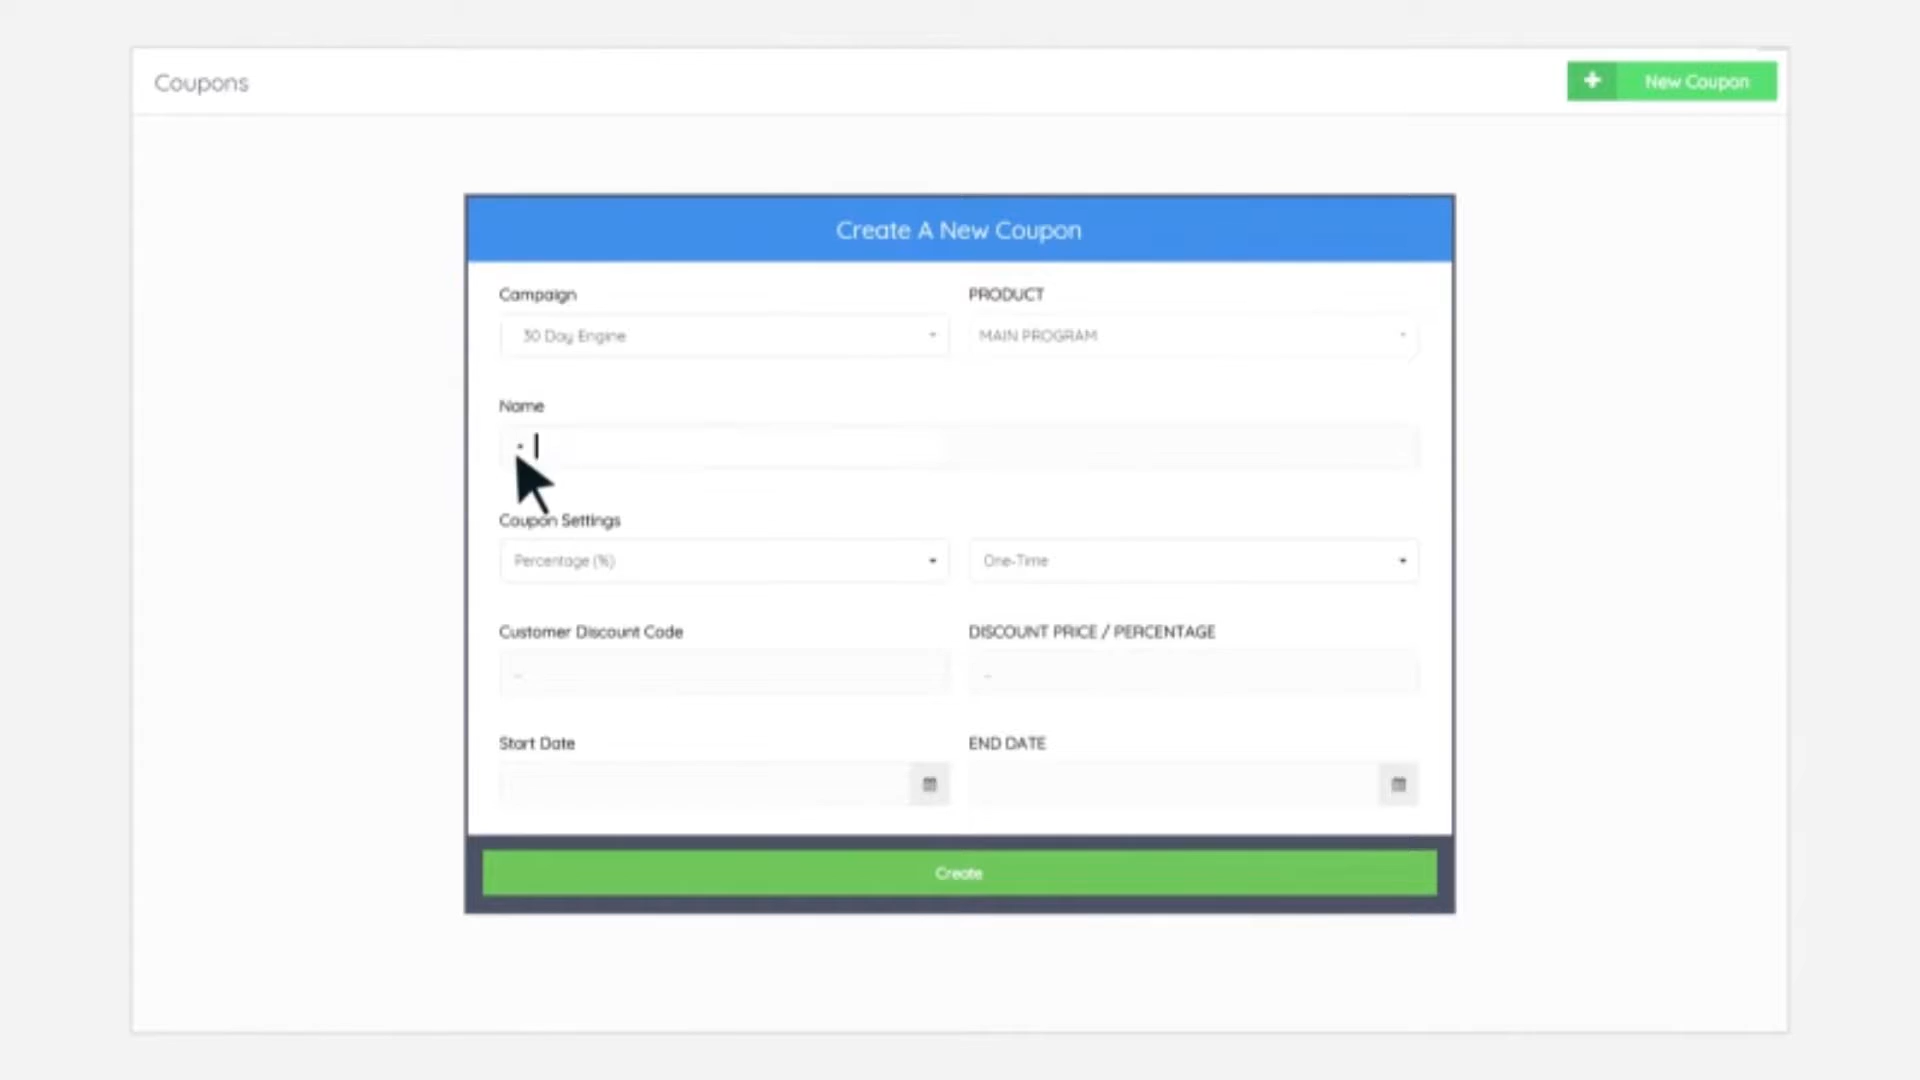 Coupons
New Coupon
Create A New Coupon
Campaign
PRODUCT
30 Day Engine
MAIN PROGRAM
Name
Coupon Settings
Percentage (%)
One-Time
Customer Discount Code
DISCOUNT PRICE / PERCENTAGE
Start Date
END DATE
Create